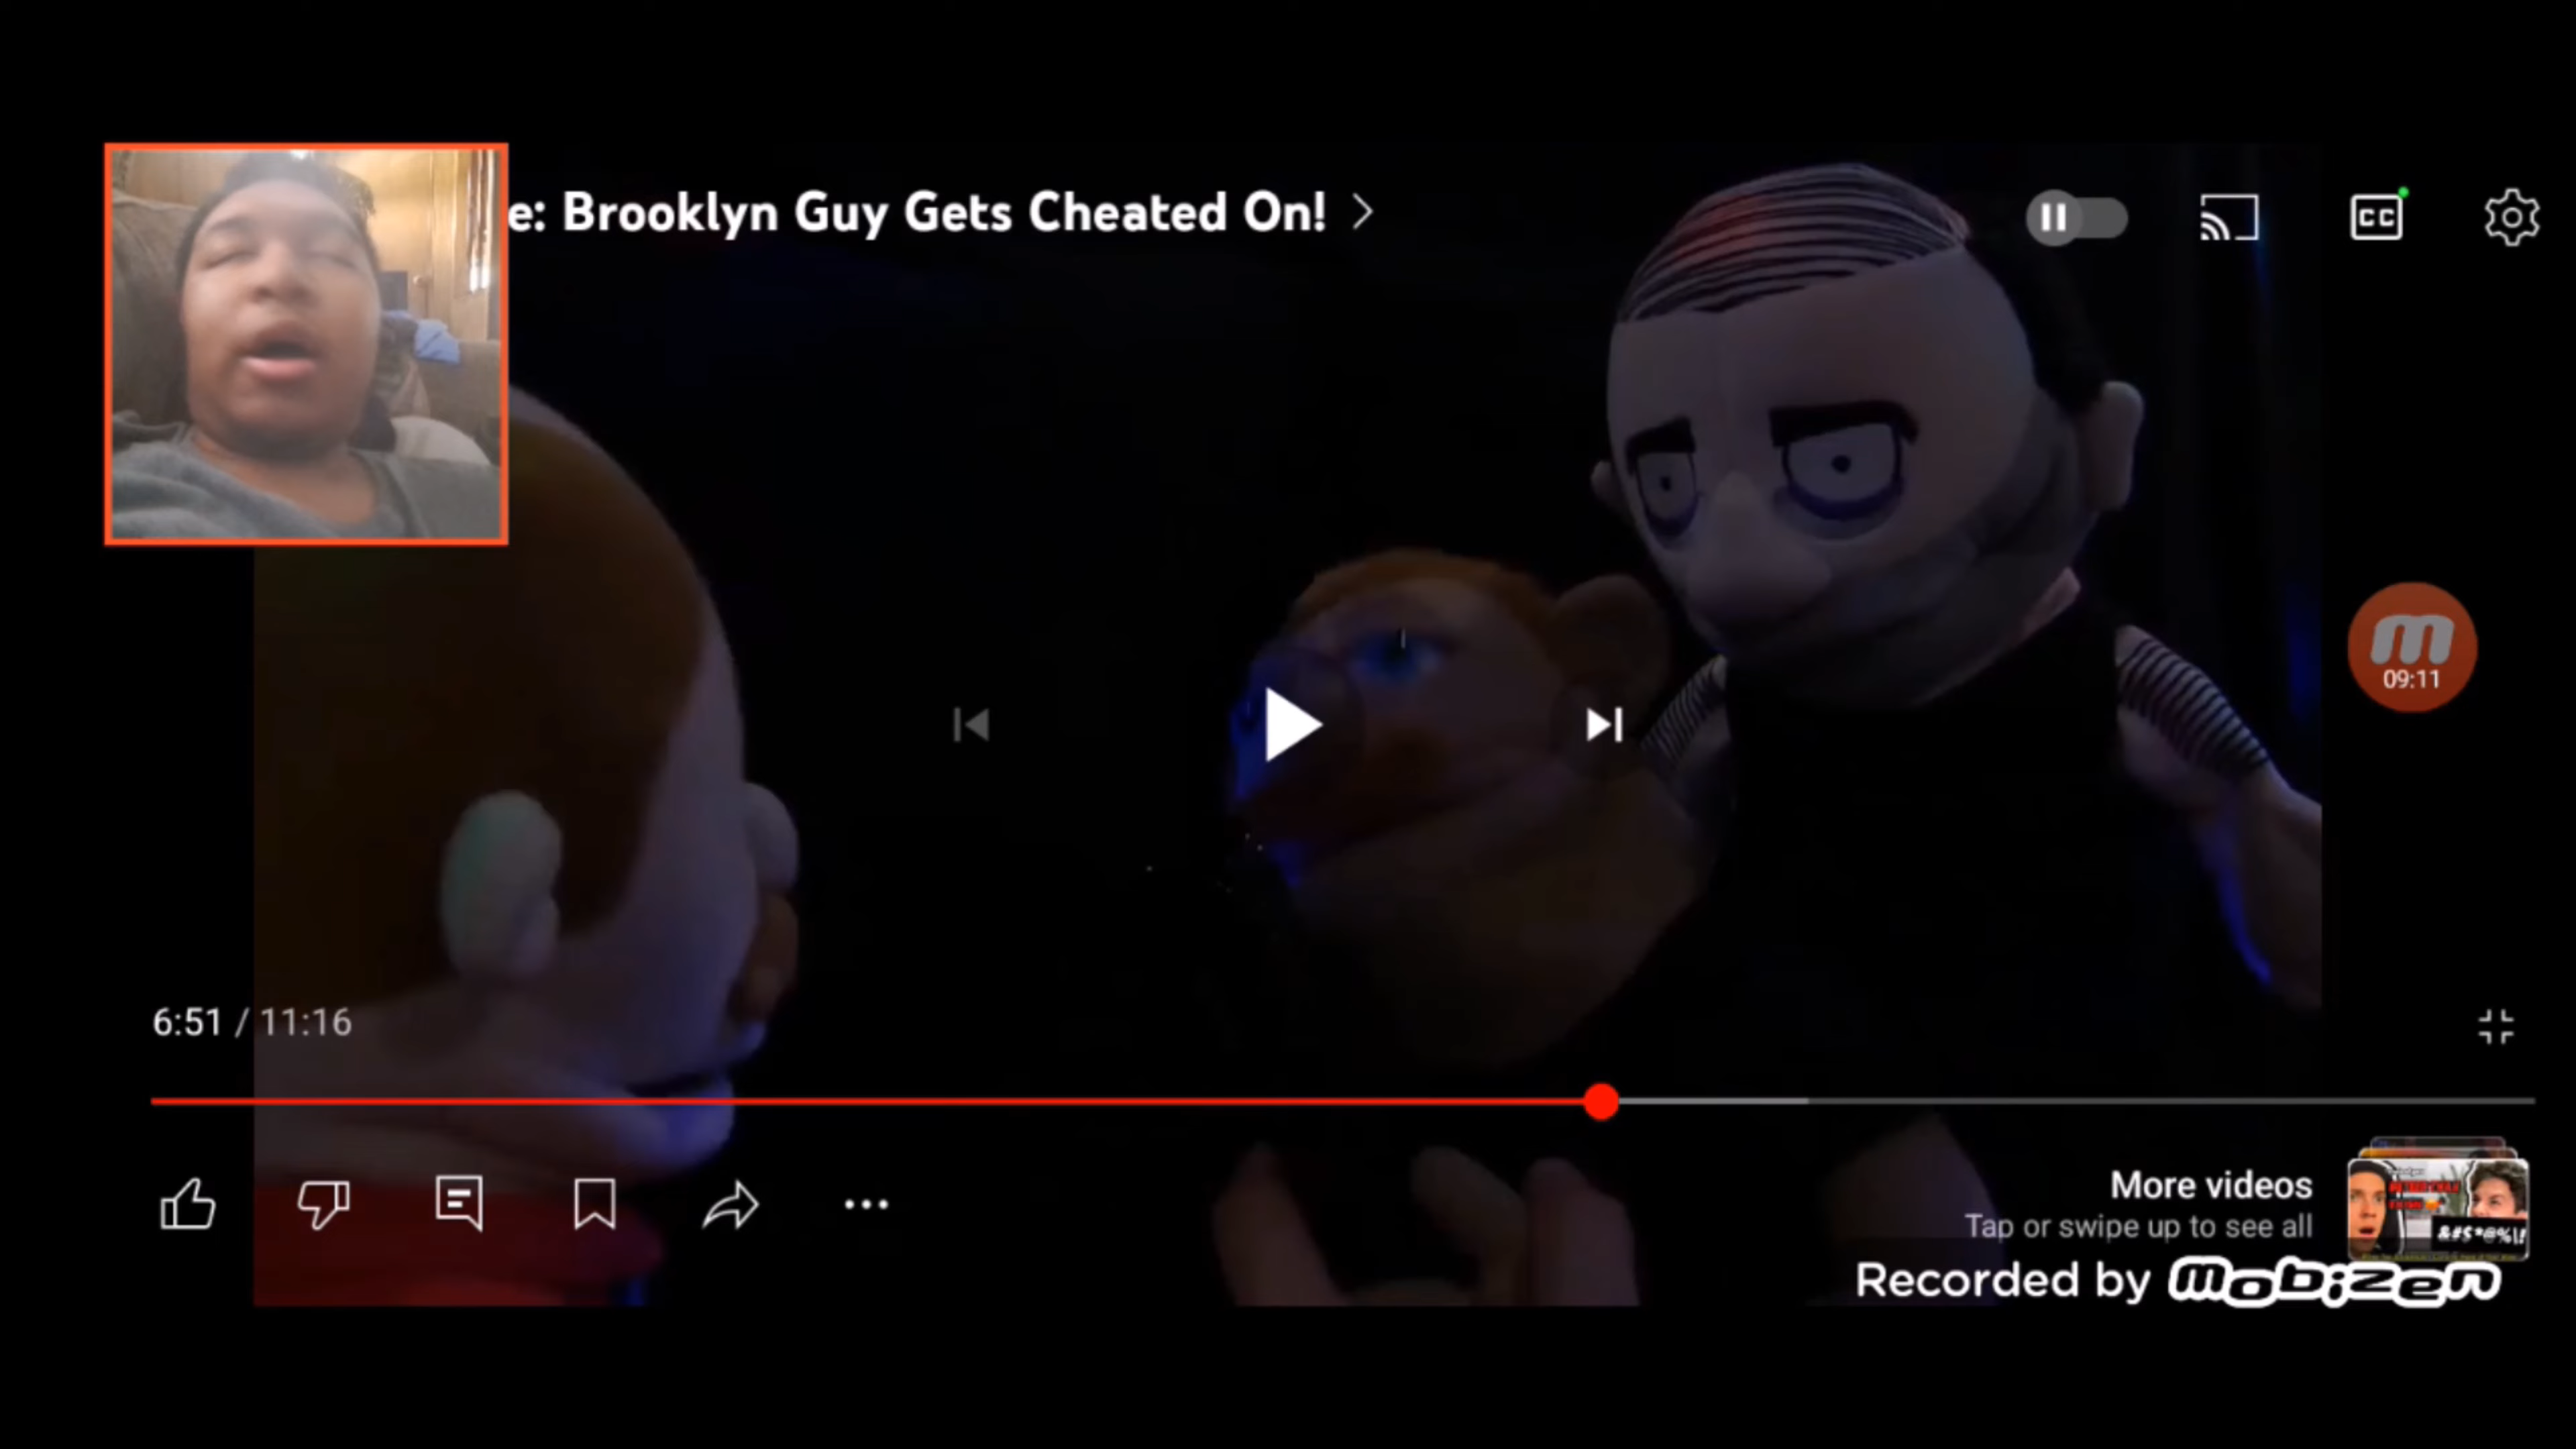 e: Brooklyn Guy Gets Cheated On!
CC
m
09:11
6:51 / 11:16
More videos
Tap or swipe up to see all
&#$*@%!!
Recorded by mobizen